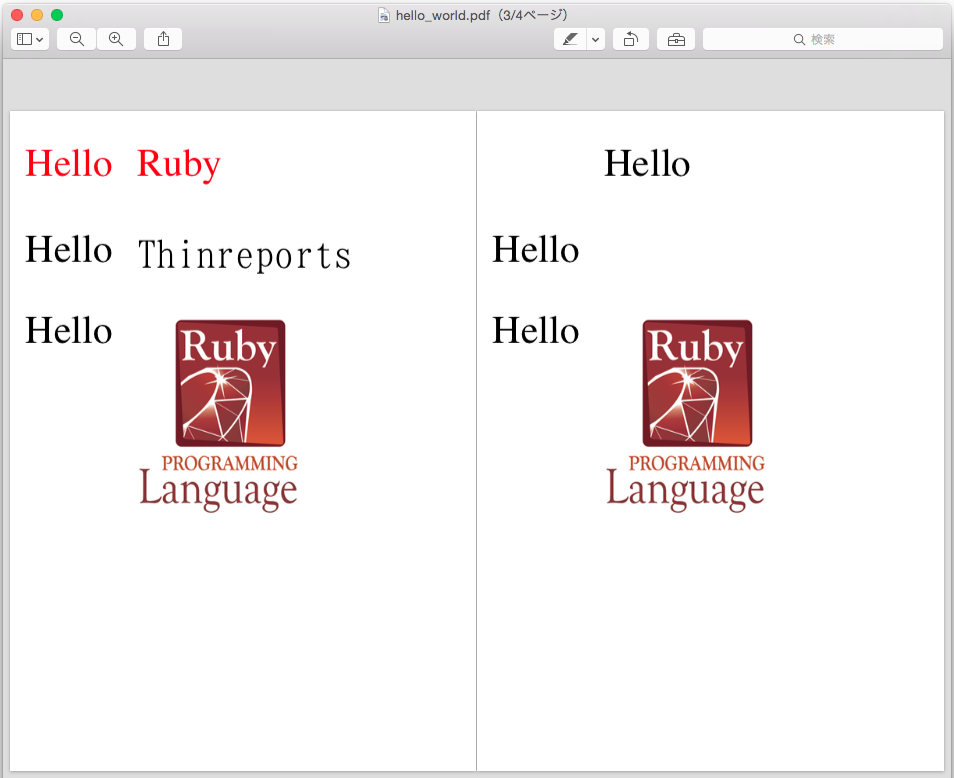 hello_world.pdf（3/4ページ）
検索
Hello Ruby
Hello Thinreports
Hello
Ruby
PROGRAMMING
Language
Hello
Hello
Hello
Ruby
PROGRAMMING
Language